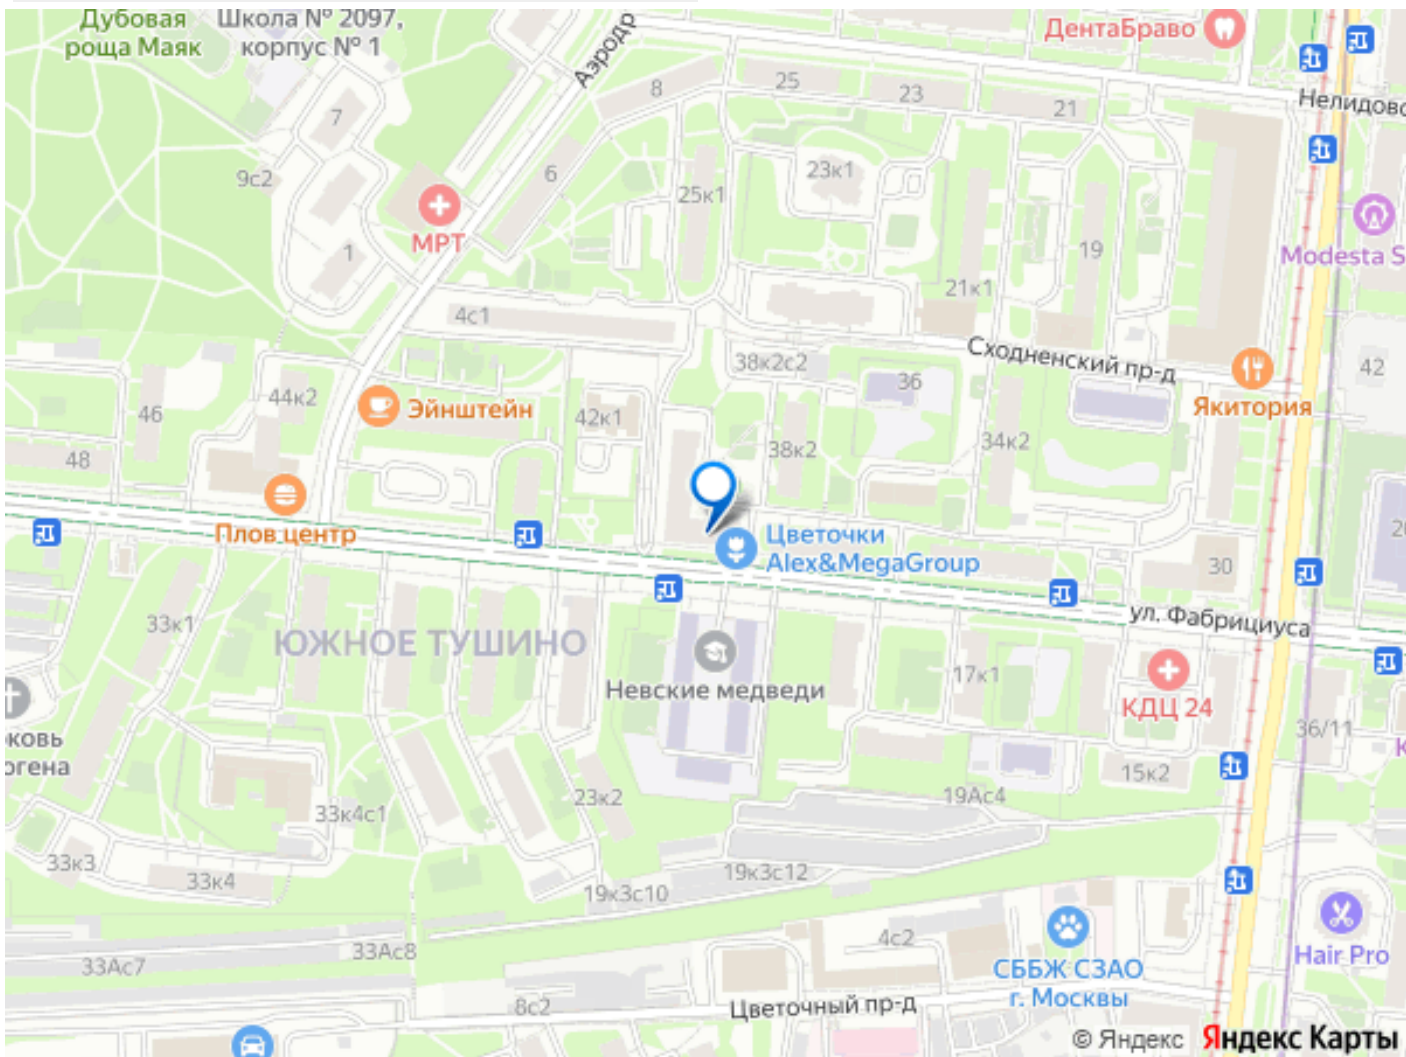 Дубовая
роща Маяк
Школа № 2097,
корпус № 1
Аэродр
ДентаБраво
Нелидово
25
23
21
8
7
9с2
6
23к1
25к1
МРТ
1
19
Modesta S
21к1
4с1
Сходненский пр-д
38к2с2
36
42
44к2
Эйнштейн
42к1
Якитория
46
38к2
34к2
48
Плов центр
Цветочки
Alex&MegaGroup
20
30
33к1
ул. Фабрициуса
ЮЖНОЕ ТУШИНО
Невские медведи
17к1
КДЦ 24
36/11
К
рковь
огена
15к2
23к2
19Ас4
33к4с1
33к3
33к4
19к3с12
19к3с10
4с2
33Ас8
33Ас7
СББЖ СЗАО
г. Москвы
Hair Pro
8с2
Цветочный пр-д
© Яндекс Яндекс Карты